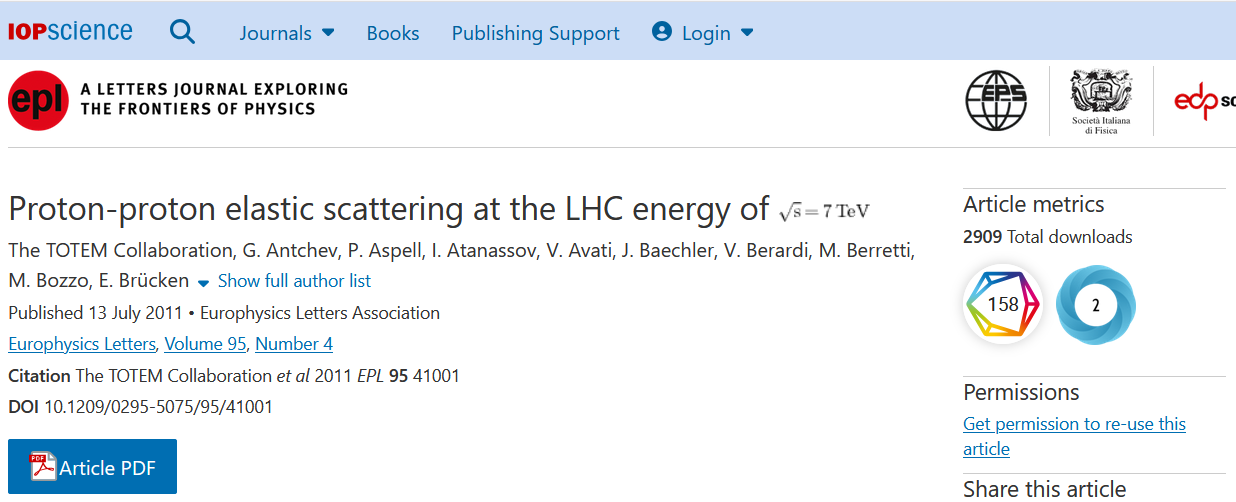 IOPscience Journals Books Publishing Support Login
epl A LETTERS JOURNAL EXPLORING
THE FRONTIERS OF PHYSICS
EPS
Società Italiana
di Fisica
edp sc
Proton-proton elastic scattering at the LHC energy of √s = 7 TeV
The TOTEM Collaboration, G. Antchev, P. Aspell, I. Atanassov, V. Avati, J. Baechler, V. Berardi, M. Berretti,
M. Bozzo, E. Brücken Show full author list
Published 13 July 2011 • Europhysics Letters Association
Europhysics Letters, Volume 95, Number 4
Citation The TOTEM Collaboration et al 2011 EPL 95 41001
DOI 10.1209/0295-5075/95/41001
PDF Article PDF
Article metrics
2909 Total downloads
158 2
Permissions
Get permission to re-use this
article
Share this article